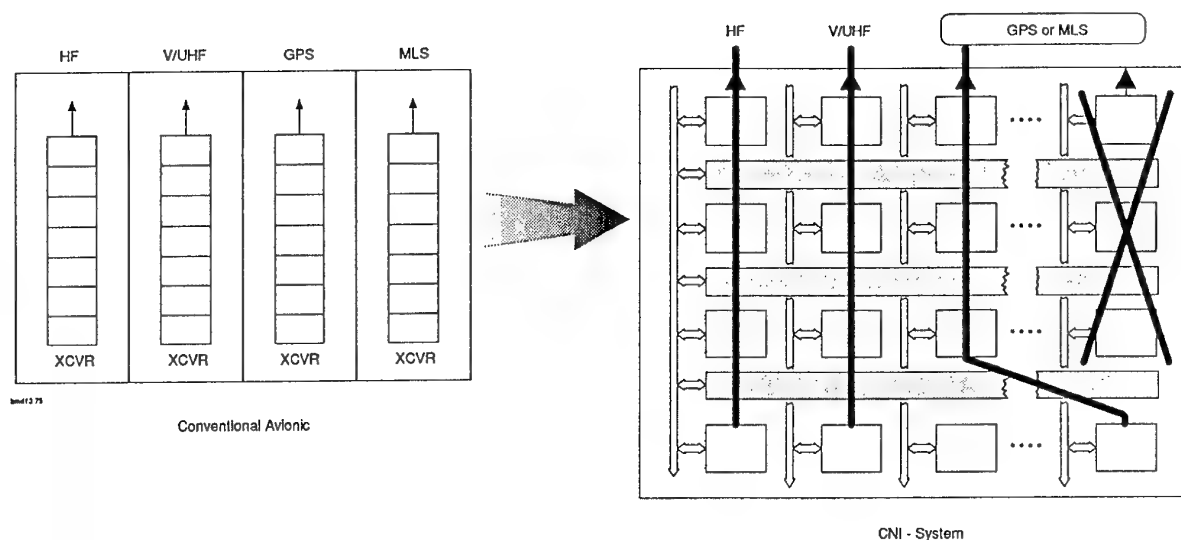 HF V/UHF GPS MLS
XCVR XCVR XCVR XCVR
Conventional Avionic
HF V/UHF GPS or MLS
CNI - System